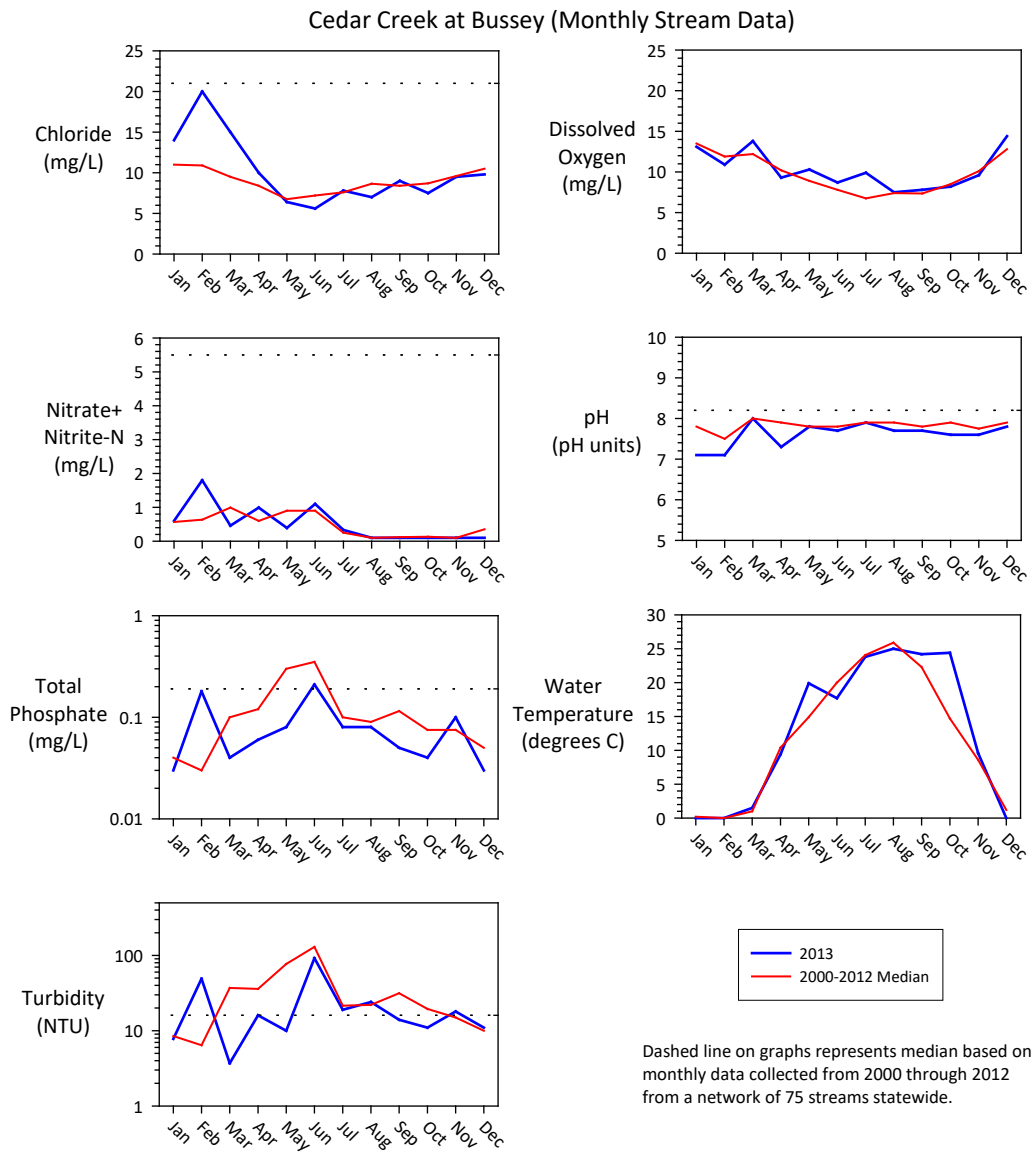 Cedar Creek at Bussey (Monthly Stream Data)
Chloride
(mg/L)
25
20
15
10
5
0
Jan Feb Mar Apr May Jun Jul Aug Sep Oct Nov Dec
Dissolved
Oxygen
(mg/L)
25
20
15
10
5
0
Jan Feb Mar Apr May Jun Jul Aug Sep Oct Nov Dec
Nitrate+
Nitrite-N
(mg/L)
6
5
4
3
2
1
0
Jan Feb Mar Apr May Jun Jul Aug Sep Oct Nov Dec
pH
(pH units)
10
9
8
7
6
5
Jan Feb Mar Apr May Jun Jul Aug Sep Oct Nov Dec
Total
Phosphate
(mg/L)
1
0.1
0.01
Jan Feb Mar Apr May Jun Jul Aug Sep Oct Nov Dec
Water
Temperature
(degrees C)
30
25
20
15
10
5
0
Jan Feb Mar Apr May Jun Jul Aug Sep Oct Nov Dec
Turbidity
(NTU)
100
10
1
Jan Feb Mar Apr May Jun Jul Aug Sep Oct Nov Dec
2013
2000-2012 Median
Dashed line on graphs represents median based on
monthly data collected from 2000 through 2012
from a network of 75 streams statewide.